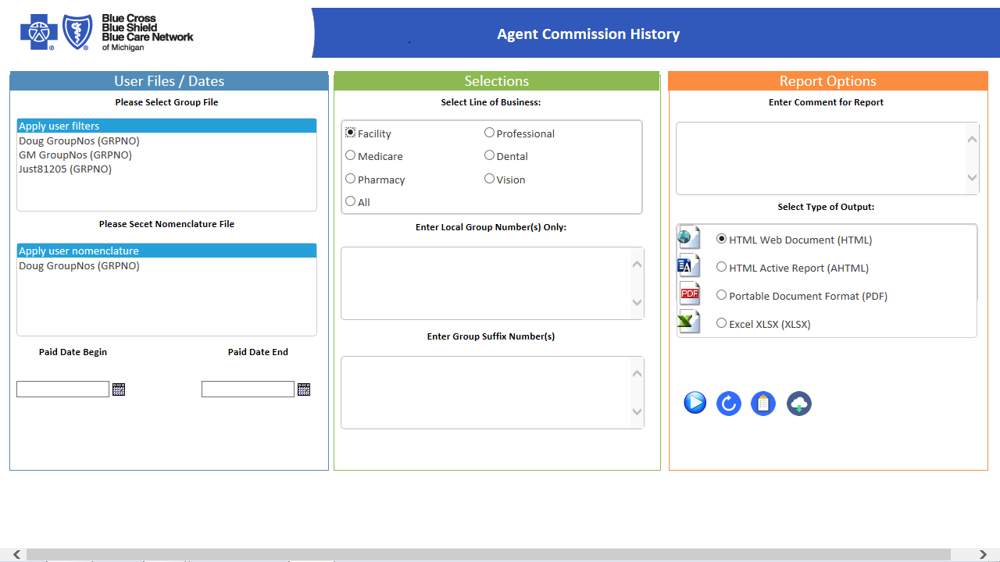 Blue Cross
Blue Shield
Blue Care Network
of Michigan
Agent Commission History
User Files / Dates
Please Select Group File
Apply user filters
Doug GroupNos (GRPNO)
GM GroupNos (GRPNO)
Just81205 (GRPNO)
Please Secet Nomenclature File
Apply user nomenclature
Doug GroupNos (GRPNO)
Paid Date Begin
Paid Date End
Selections
Select Line of Business:
Facility
Professional
Medicare
Dental
Pharmacy
Vision
All
Enter Local Group Number(s) Only:
Enter Group Suffix Number(s)
Report Options
Enter Comment for Report
Select Type of Output:
HTML Web Document (HTML)
HTML Active Report (AHTML)
PDF
Portable Document Format (PDF)
Excel XLSX (XLSX)